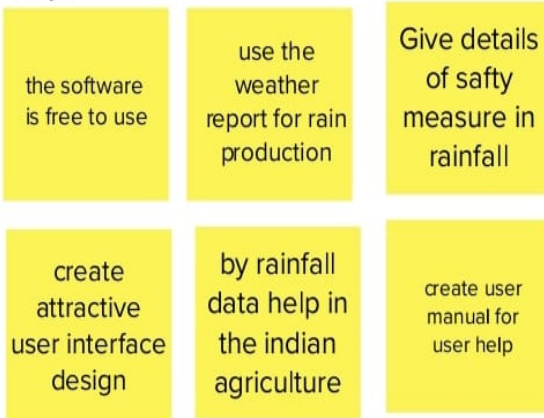 the software
is free to use
use the
weather
report for rain
production
Give details
of safty
measure in
rainfall
create
attractive
user interface
design
by rainfall
data help in
the indian
agriculture
create user
manual for
user help